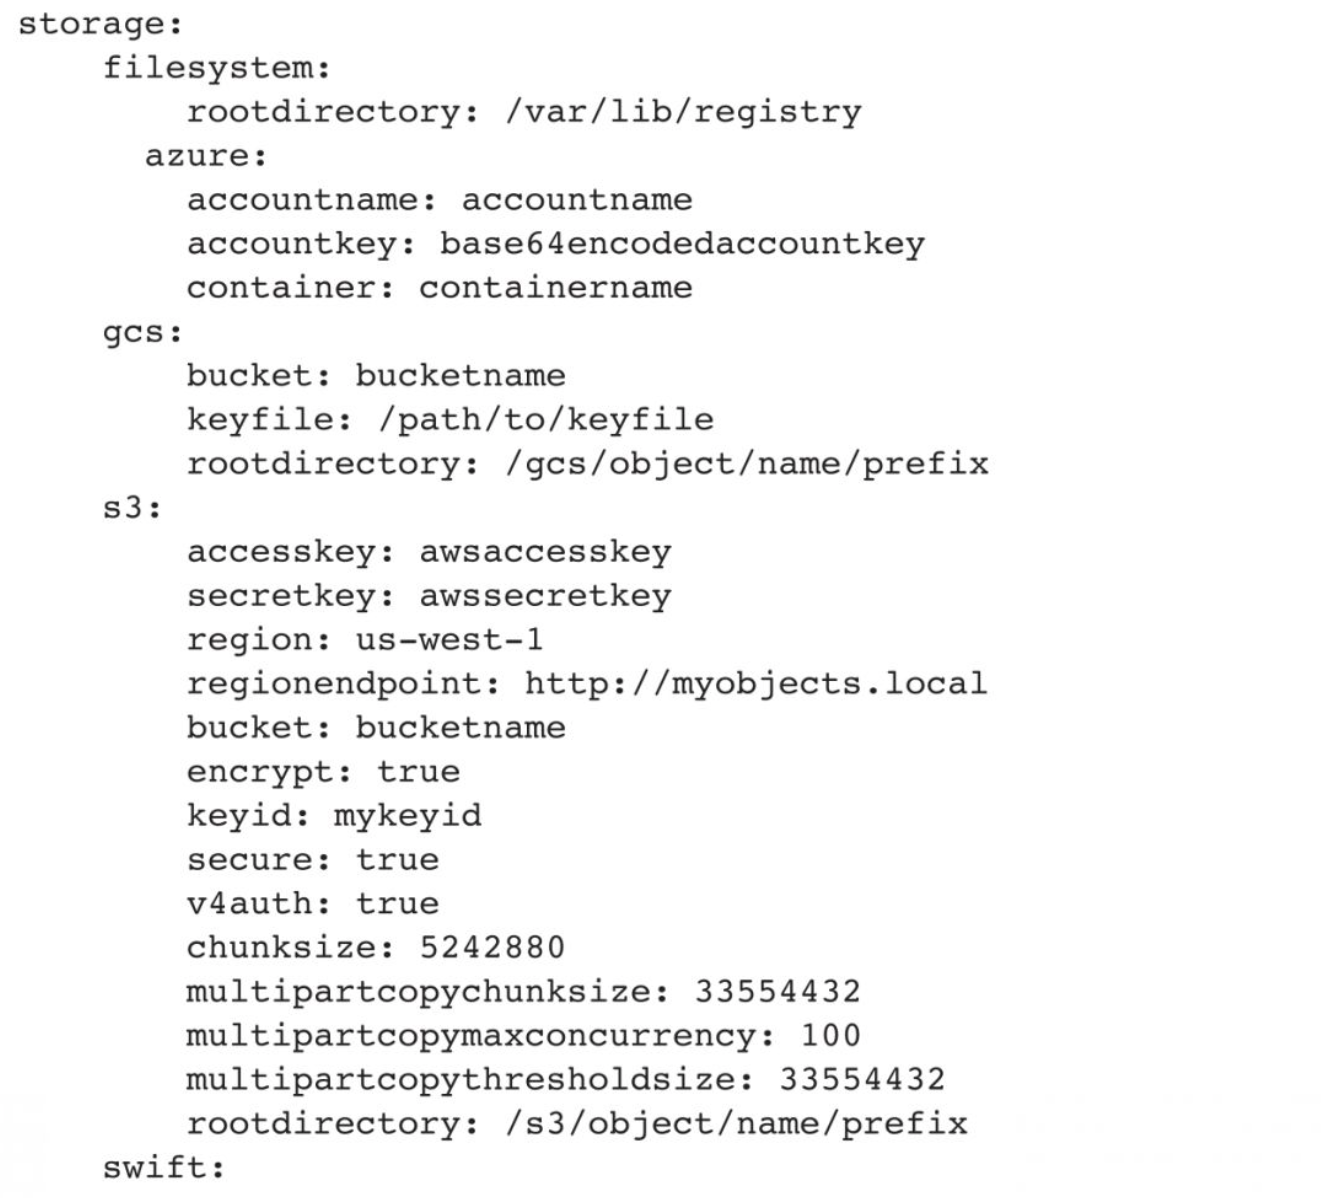 storage:
    filesystem:
        rootdirectory: /var/lib/registry
      azure:
        accountname: accountname
        accountkey: base64encodedaccountkey
        container: containername
    gcs:
        bucket: bucketname
        keyfile: /path/to/keyfile
        rootdirectory: /gcs/object/name/prefix
    s3:
        accesskey: awsaccesskey
        secretkey: awssecretkey
        region: us-west-1
        regionendpoint: http://myobjects.local
        bucket: bucketname
        encrypt: true
        keyid: mykeyid
        secure: true
        v4auth: true
        chunksize: 5242880
        multipartcopychunksize: 33554432
        multipartcopymaxconcurrency: 100
        multipartcopythresholdsize: 33554432
        rootdirectory: /s3/object/name/prefix
    swift: